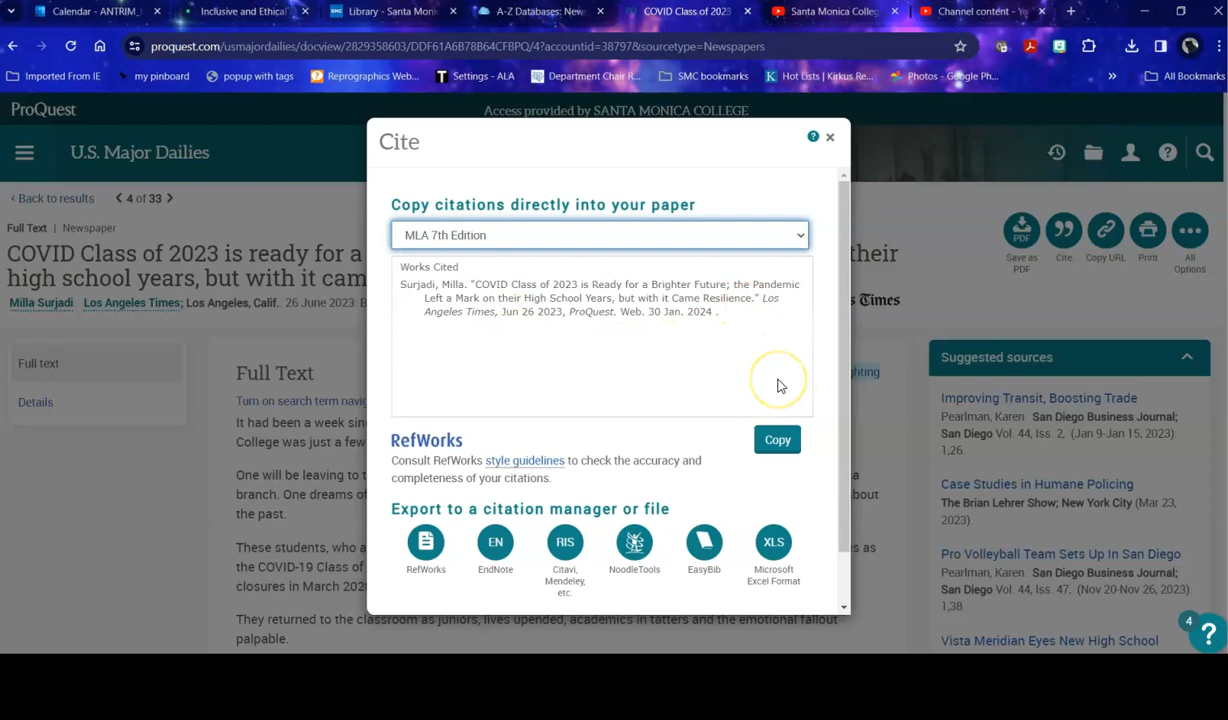 Calendar - ANTRIM_
Inclusive and Ethical
SMC Library - Santa Mon
A-Z Databases: New
COVID Class of 2023
Santa Monica Colleg
Channel content - Yo
proquest.com/usmajordailies/docview/2829358603/DDF61A6B78B64CFBPQ/4?accountid=38797&sourcetype=Newspapers
Imported From IE
my pinboard
popup with tags
Reprographics Web...
Settings - ALA
Department Chair R...
SMC bookmarks
Hot Lists | Kirkus Re...
Photos - Google Ph...
All Bookmarks
ProQuest
Access provided by SANTA MONICA COLLEGE
U.S. Major Dailies
Back to results
4 of 33
Full Text | Newspaper
COVID Class of 2023 is ready for a
their
high school years, but with it cam
Milla Surjadi. Los Angeles Times; Los Angeles, Calif. 26 June 2023: B
PDF
Save as
PDF
Cite
Copy URL
Print
All
Options
s Times
Cite
?
Copy citations directly into your paper
MLA 7th Edition
Works Cited
Surjadi, Milla. "COVID Class of 2023 is Ready for a Brighter Future; the Pandemic
Left a Mark on their High School Years, but with it Came Resilience." Los
Angeles Times, Jun 26 2023, ProQuest. Web. 30 Jan. 2024 .
Copy
RefWorks
Consult RefWorks style guidelines to check the accuracy and
completeness of your citations.
Export to a citation manager or file
EN
RIS
XLS
RefWorks
EndNote
Citavi,
Mendeley,
etc.
NoodleTools
EasyBib
Microsoft
Excel Format
Full text
Details
Full Text
Turn on search term navig
ghting
It had been a week sin
College was just a few
One will be leaving to t
a
branch. One dreams of
about
the past.
These students, who a
as
the COVID-19 Class of
closures in March 202
They returned to the classroom as juniors, lives upended, academics in tatters and the emotional fallout
palpable.
Suggested sources
Improving Transit, Boosting Trade
Pearlman, Karen. San Diego Business Journal;
San Diego Vol. 44, Iss. 2, (Jan 9-Jan 15, 2023):
1,26.
Case Studies in Humane Policing
The Brian Lehrer Show; New York City (Mar 23,
2023).
Pro Volleyball Team Sets Up In San Diego
Pearlman, Karen. San Diego Business Journal;
San Diego Vol. 44, Iss. 47, (Nov 20-Nov 26, 2023):
1,38.
Vista Meridian Eyes New High School
4
?